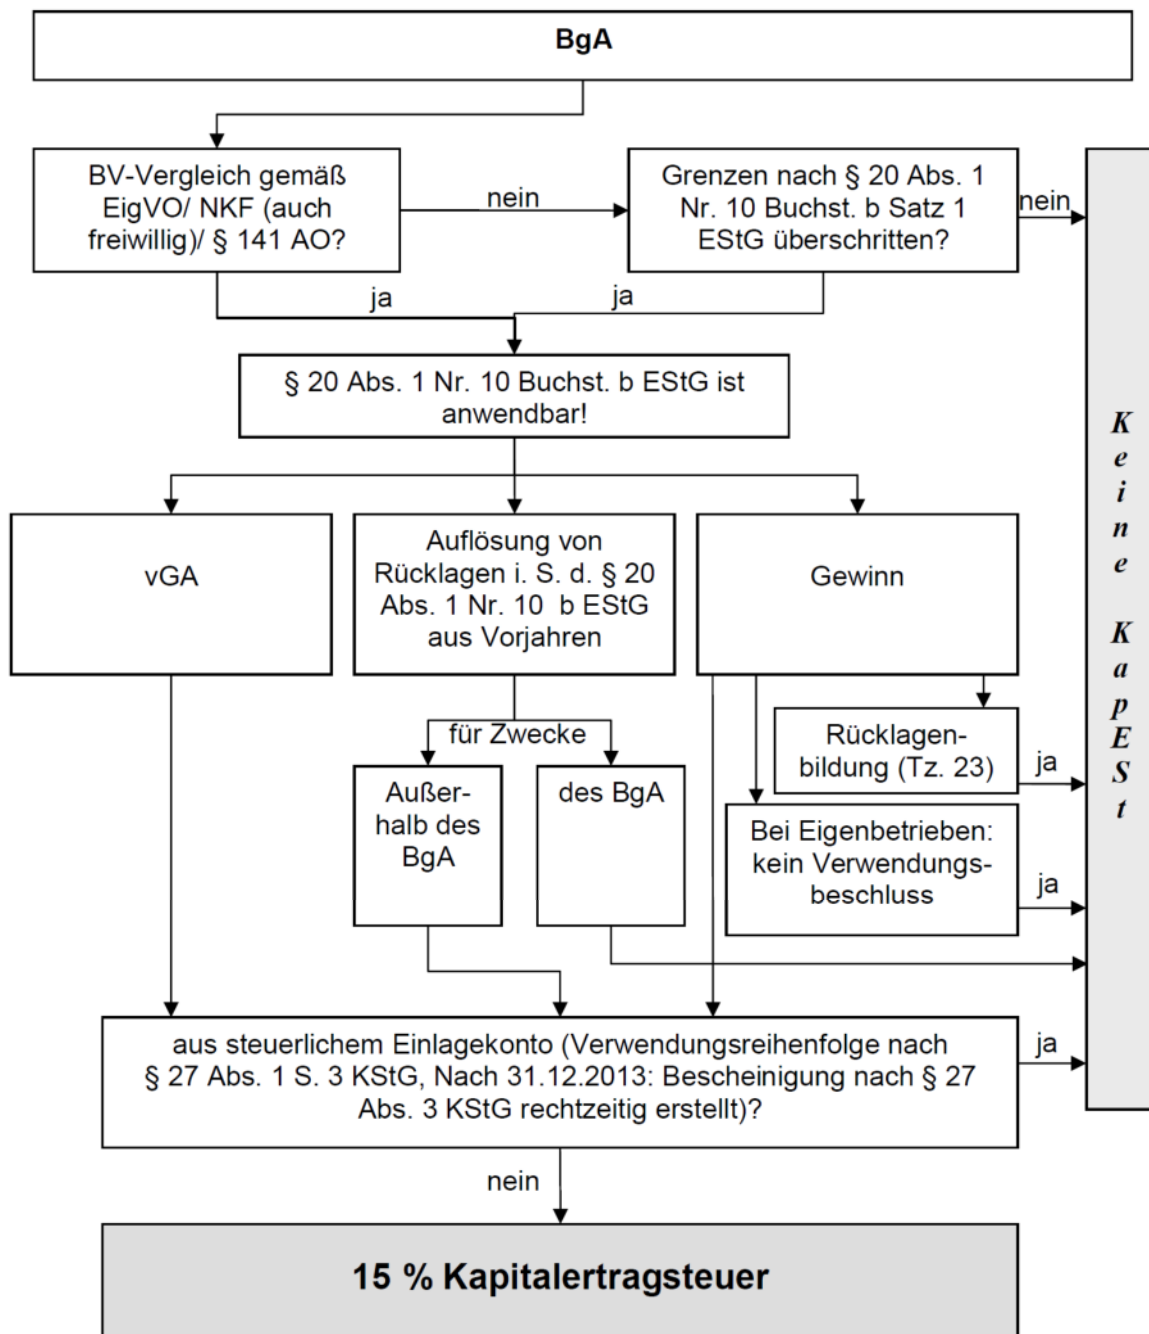 BgA
BV-Vergleich gemäß
EigVO/ NKF (auch
freiwillig)/ § 141 AO?
nein
Grenzen nach § 20 Abs. 1
Nr. 10 Buchst. b Satz 1
EStG überschritten?
nein
ja
ja
§ 20 Abs. 1 Nr. 10 Buchst. b EStG ist
anwendbar!
vGA
Auflösung von
Rücklagen i. S. d. § 20
Abs. 1 Nr. 10 b EStG
aus Vorjahren
Gewinn
für Zwecke
Außer-
halb des
BgA
des BgA
Rücklagen-
bildung (Tz. 23)
ja
Bei Eigenbetrieben:
kein Verwendungs-
beschluss
ja
Keine KapESt
aus steuerlichem Einlagekonto (Verwendungsreihenfolge nach
§ 27 Abs. 1 S. 3 KStG, Nach 31.12.2013: Bescheinigung nach § 27
Abs. 3 KStG rechtzeitig erstellt)?
ja
nein
15 % Kapitalertragsteuer